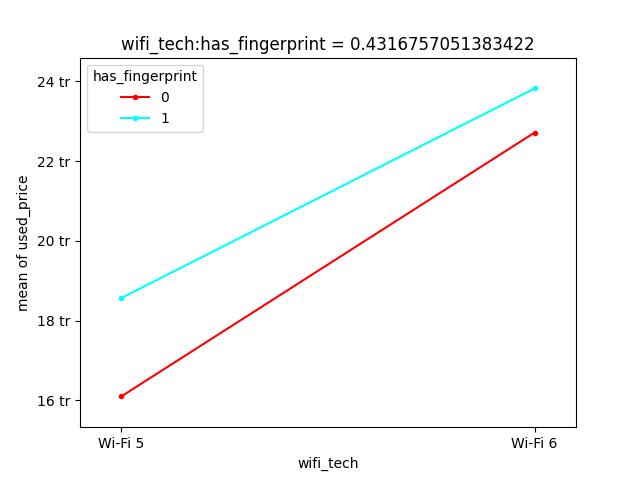 wifi_tech:has_fingerprint = 0.4316757051383422
has_fingerprint
0
1
mean of used_price
24 tr
22 tr
20 tr
18 tr
16 tr
Wi-Fi 5
Wi-Fi 6
wifi_tech